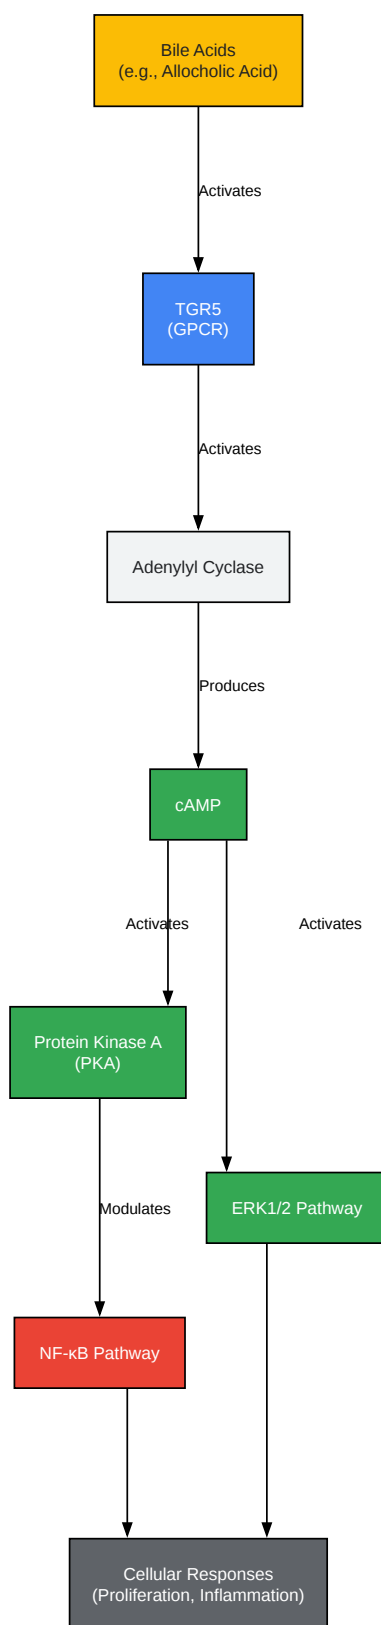 Bile Acids
(e.g., Allocholic Acid)
Activates
TGR5
(GPCR)
Activates
Adenylyl Cyclase
Produces
cAMP
Activates
Activates
Protein Kinase A
(PKA)
Modulates
ERK1/2 Pathway
NF-κB Pathway
Cellular Responses
(Proliferation, Inflammation)